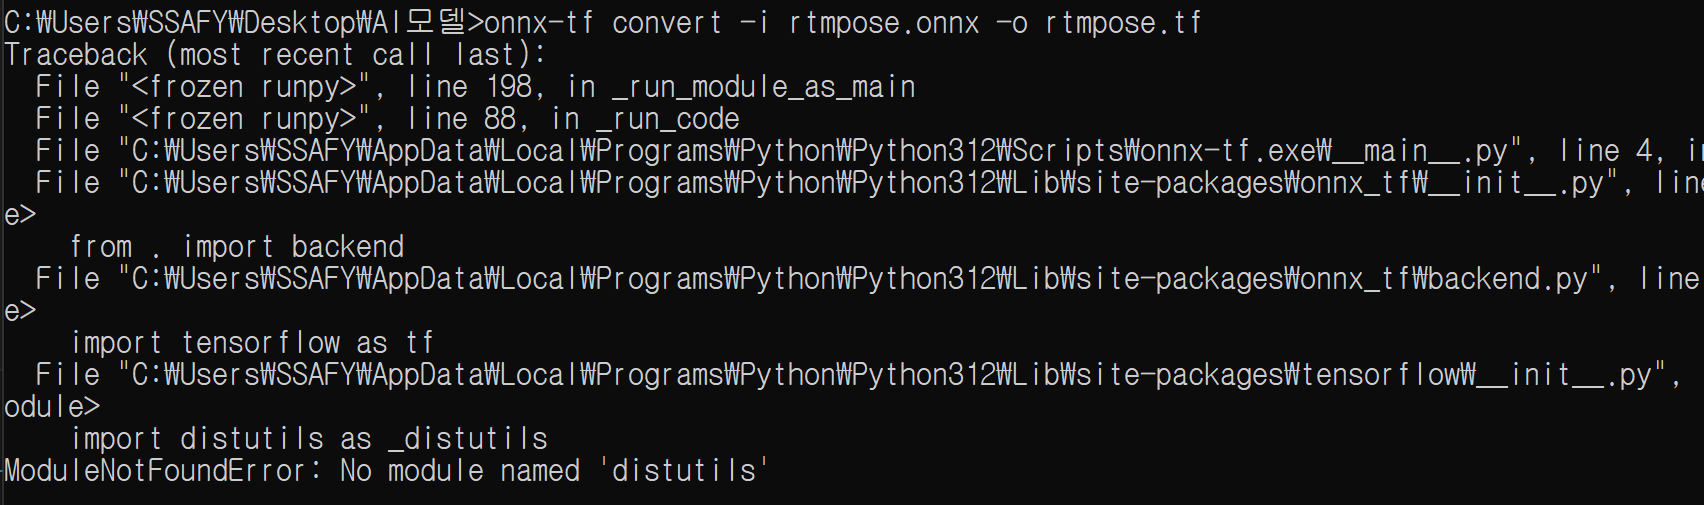 C:₩Users₩SSAFY₩Desktop₩AI모델>onnx-tf convert -i rtmpose.onnx -o rtmpose.tf
Traceback (most recent call last):
  File "<frozen runpy>", line 198, in _run_module_as_main
  File "<frozen runpy>", line 88, in _run_code
  File "C:₩Users₩SSAFY₩AppData₩Local₩Programs₩Python₩Python312₩Scripts₩onnx-tf.exe₩__main__.py", line 4, i
  File "C:₩Users₩SSAFY₩AppData₩Local₩Programs₩Python₩Python312₩Lib₩site-packages₩onnx_tf₩__init__.py", line
e>
    from . import backend
  File "C:₩Users₩SSAFY₩AppData₩Local₩Programs₩Python₩Python312₩Lib₩site-packages₩onnx_tf₩backend.py", line
e>
    import tensorflow as tf
  File "C:₩Users₩SSAFY₩AppData₩Local₩Programs₩Python₩Python312₩Lib₩site-packages₩tensorflow₩__init__.py",
odule>
    import distutils as _distutils
ModuleNotFoundError: No module named 'distutils'